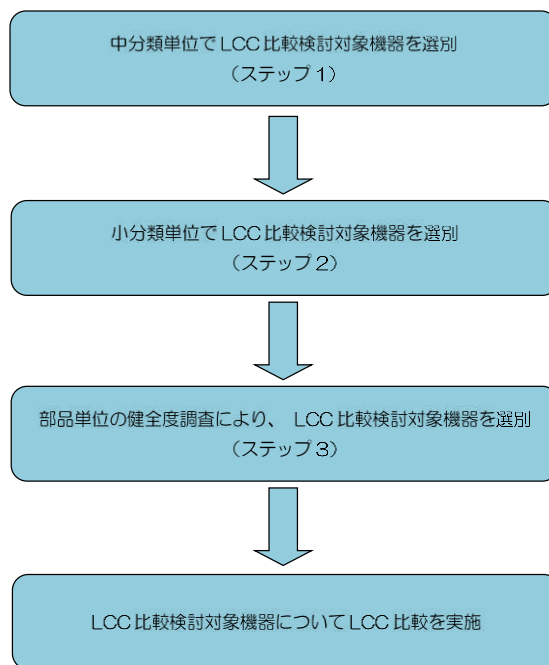 中分類単位でLCC比較検討対象機器を選別
（ステップ1）
小分類単位でLCC比較検討対象機器を選別
（ステップ2）
部品単位の健全度調査により、 LCC比較検討対象機器を選別
（ステップ3）
LCC比較検討対象機器についてLCC比較を実施